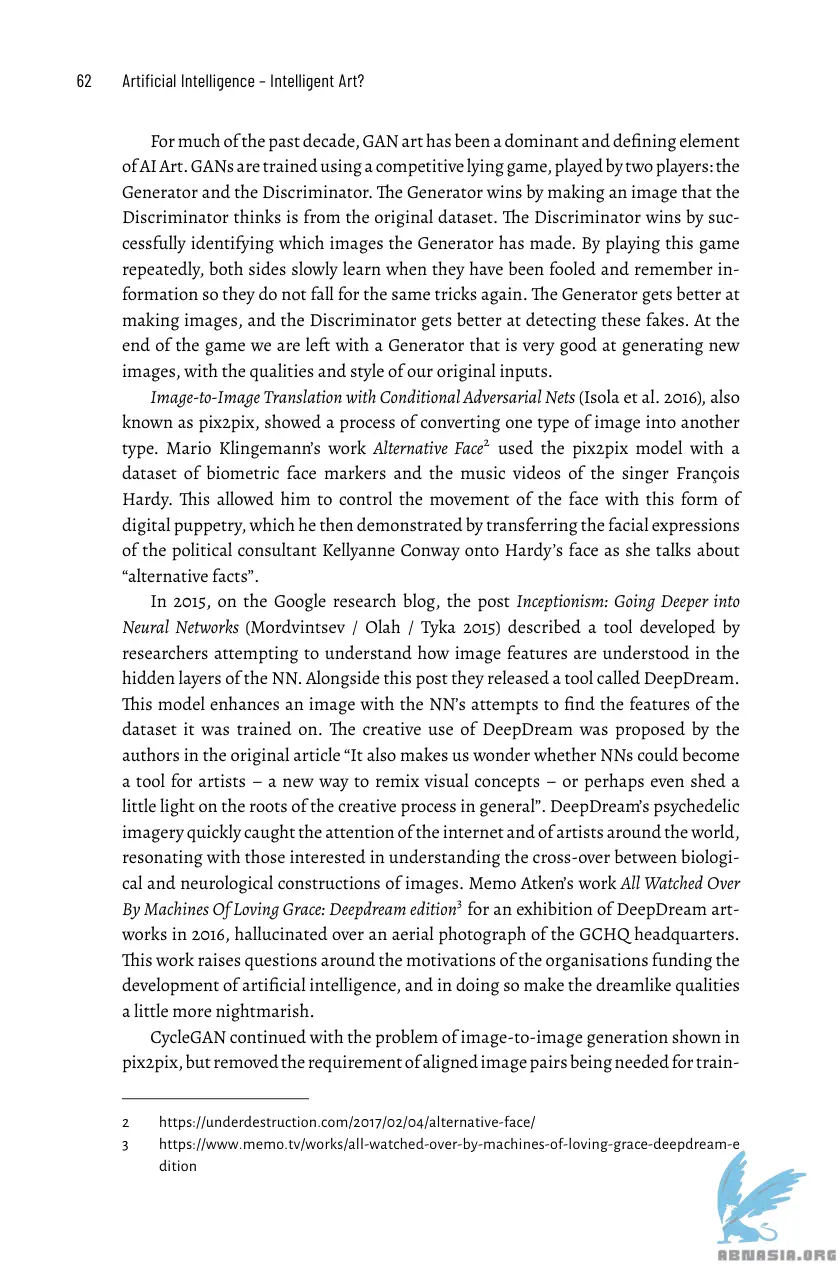 62 Artificial Intelligence – Intelligent Art?
For much of the past decade, GAN art has been a dominant and defining element
of AI Art. GANs are trained using a competitive lying game, played by two players: the
Generator and the Discriminator. The Generator wins by making an image that the
Discriminator thinks is from the original dataset. The Discriminator wins by suc-
cessfully identifying which images the Generator has made. By playing this game
repeatedly, both sides slowly learn when they have been fooled and remember in-
formation so they do not fall for the same tricks again. The Generator gets better at
making images, and the Discriminator gets better at detecting these fakes. At the
end of the game we are left with a Generator that is very good at generating new
images, with the qualities and style of our original inputs.
Image-to-Image Translation with Conditional Adversarial Nets (Isola et al. 2016), also
known as pix2pix, showed a process of converting one type of image into another
type. Mario Klingemann’s work Alternative Face² used the pix2pix model with a
dataset of biometric face markers and the music videos of the singer François
Hardy. This allowed him to control the movement of the face with this form of
digital puppetry, which he then demonstrated by transferring the facial expressions
of the political consultant Kellyanne Conway onto Hardy’s face as she talks about
“alternative facts”.
In 2015, on the Google research blog, the post Inceptionism: Going Deeper into
Neural Networks (Mordvintsev / Olah / Tyka 2015) described a tool developed by
researchers attempting to understand how image features are understood in the
hidden layers of the NN. Alongside this post they released a tool called DeepDream.
This model enhances an image with the NN’s attempts to find the features of the
dataset it was trained on. The creative use of DeepDream was proposed by the
authors in the original article “It also makes us wonder whether NNs could become
a tool for artists – a new way to remix visual concepts – or perhaps even shed a
little light on the roots of the creative process in general”. DeepDream’s psychedelic
imagery quickly caught the attention of the internet and of artists around the world,
resonating with those interested in understanding the cross-over between biologi-
cal and neurological constructions of images. Memo Atken’s work All Watched Over
By Machines Of Loving Grace: Deepdream edition³ for an exhibition of DeepDream art-
works in 2016, hallucinated over an aerial photograph of the GCHQ headquarters.
This work raises questions around the motivations of the organisations funding the
development of artificial intelligence, and in doing so make the dreamlike qualities
a little more nightmarish.
CycleGAN continued with the problem of image-to-image generation shown in
pix2pix, but removed the requirement of aligned image pairs being needed for train-
2 https://underdestruction.com/2017/02/04/alternative-face/
3 https://www.memo.tv/works/all-watched-over-by-machines-of-loving-grace-deepdream-e
dition
ABNASIA.ORG